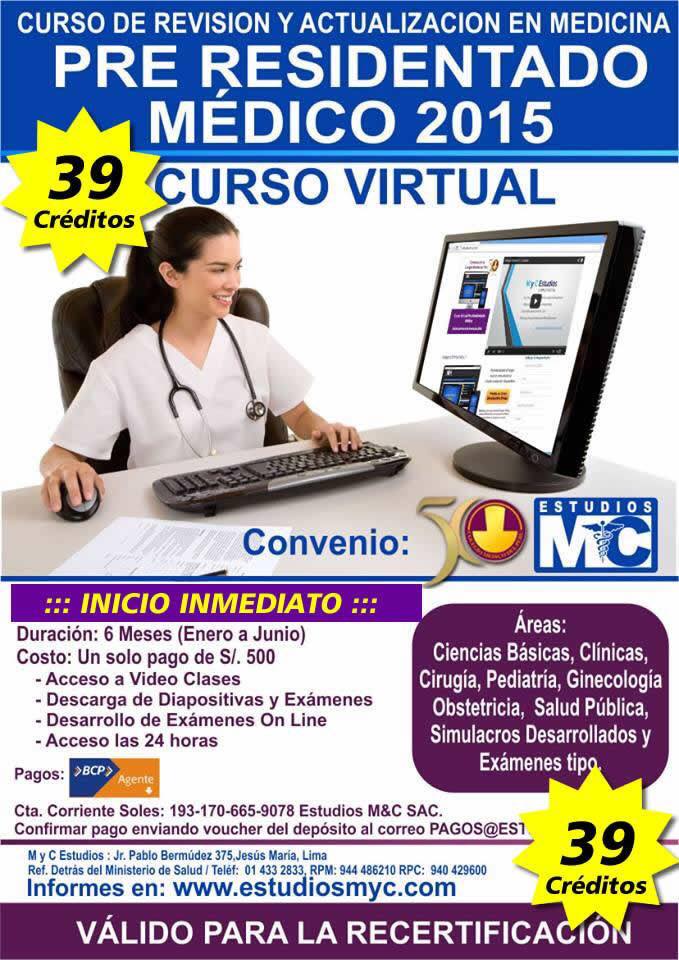 CURSO DE REVISION Y ACTUALIZACION EN MEDICINA
PRE RESIDENTADO
MÉDICO 2015
39
Créditos
CURSO VIRTUAL
M y C Estudios
Convenio:
50
ESTUDIOS
MC
::: INICIO INMEDIATO :::
Duración: 6 Meses (Enero a Junio)
Costo: Un solo pago de S/. 500
- Acceso a Video Clases
- Descarga de Diapositivas y Exámenes
- Desarrollo de Exámenes On Line
- Acceso las 24 horas
Áreas:
Ciencias Básicas, Clínicas,
Cirugía, Pediatría, Ginecología
Obstetricia, Salud Pública,
Simulacros Desarrollados y
Exámenes tipo.
Pagos:
BCP
Agente
Cta. Corriente Soles: 193-170-665-9078 Estudios M&C SAC.
Confirmar pago enviando voucher del depósito al correo PAGOS@EST
39
Créditos
M y C Estudios : Jr. Pablo Bermúdez 375,Jesús María, Lima
Ref. Detrás del Ministerio de Salud / Teléf: 01 433 2833, RPM: 944 486210 RPC: 940 429600
Informes en: www.estudiosmyc.com
VÁLIDO PARA LA RECERTIFICACIÓN